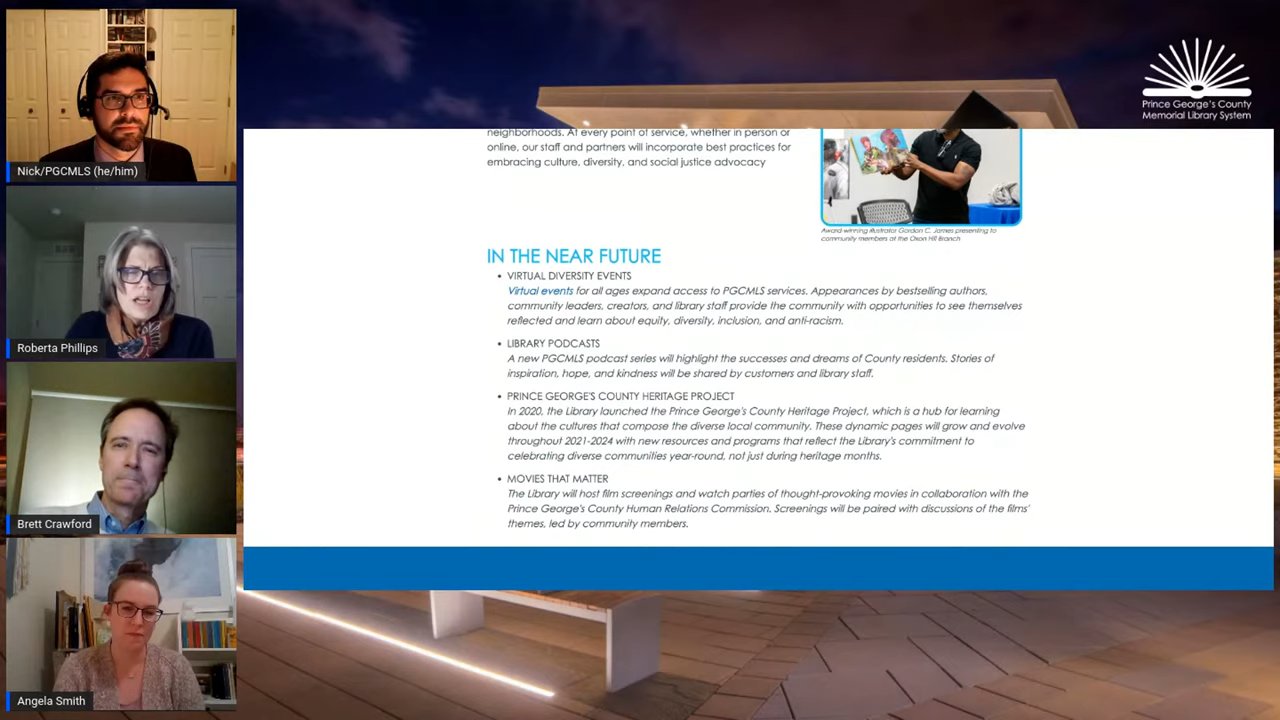 Nick/PGCMLS (he/him)
Roberta Phillips
Brett Crawford
Angela Smith
Prince George's County
Memorial Library System
neighborhoods. At every point of service, whether in person or
online, our staff and partners will incorporate best practices for
embracing culture, diversity, and social justice advocacy
Award-winning illustrator Gordon C. James presenting to
community members at the Oxon Hill Branch
IN THE NEAR FUTURE
• VIRTUAL DIVERSITY EVENTS
Virtual events for all ages expand access to PGCMLS services. Appearances by bestselling authors,
community leaders, creators, and library staff provide the community with opportunities to see themselves
reflected and learn about equity, diversity, inclusion, and anti-racism.
• LIBRARY PODCASTS
A new PGCMLS podcast series will highlight the successes and dreams of County residents. Stories of
inspiration, hope, and kindness will be shared by customers and library staff.
• PRINCE GEORGE'S COUNTY HERITAGE PROJECT
In 2020, the Library launched the Prince George's County Heritage Project, which is a hub for learning
about the cultures that compose the diverse local community. These dynamic pages will grow and evolve
throughout 2021-2024 with new resources and programs that reflect the Library's commitment to
celebrating diverse communities year-round, not just during heritage months.
• MOVIES THAT MATTER
The Library will host film screenings and watch parties of thought-provoking movies in collaboration with the
Prince George's County Human Relations Commission. Screenings will be paired with discussions of the films'
themes, led by community members.